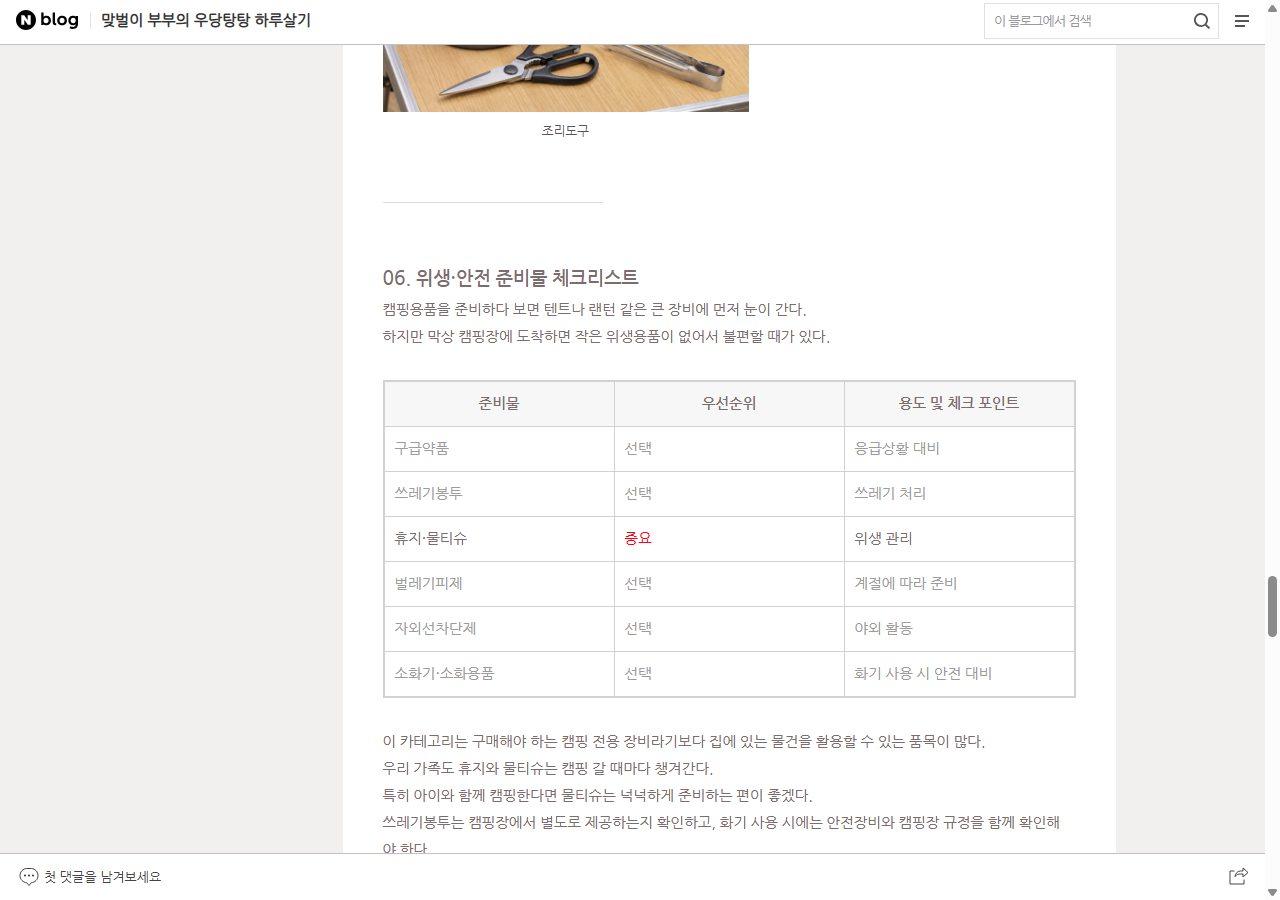 N blog 맞벌이 부부의 우당탕탕 하루살기
이 블로그에서 검색
조리도구
06. 위생·안전 준비물 체크리스트
캠핑용품을 준비하다 보면 텐트나 랜턴 같은 큰 장비에 먼저 눈이 간다.
하지만 막상 캠핑장에 도착하면 작은 위생용품이 없어서 불편할 때가 있다.
준비물 우선순위 용도 및 체크 포인트
구급약품 선택 응급상황 대비
쓰레기봉투 선택 쓰레기 처리
휴지·물티슈 중요 위생 관리
벌레기피제 선택 계절에 따라 준비
자외선차단제 선택 야외 활동
소화기·소화용품 선택 화기 사용 시 안전 대비
이 카테고리는 구매해야 하는 캠핑 전용 장비라기보다 집에 있는 물건을 활용할 수 있는 품목이 많다.
우리 가족도 휴지와 물티슈는 캠핑 갈 때마다 챙겨간다.
특히 아이와 함께 캠핑한다면 물티슈는 넉넉하게 준비하는 편이 좋겠다.
쓰레기봉투는 캠핑장에서 별도로 제공하는지 확인하고, 화기 사용 시에는 안전장비와 캠핑장 규정을 함께 확인해
야 한다.
첫 댓글을 남겨보세요